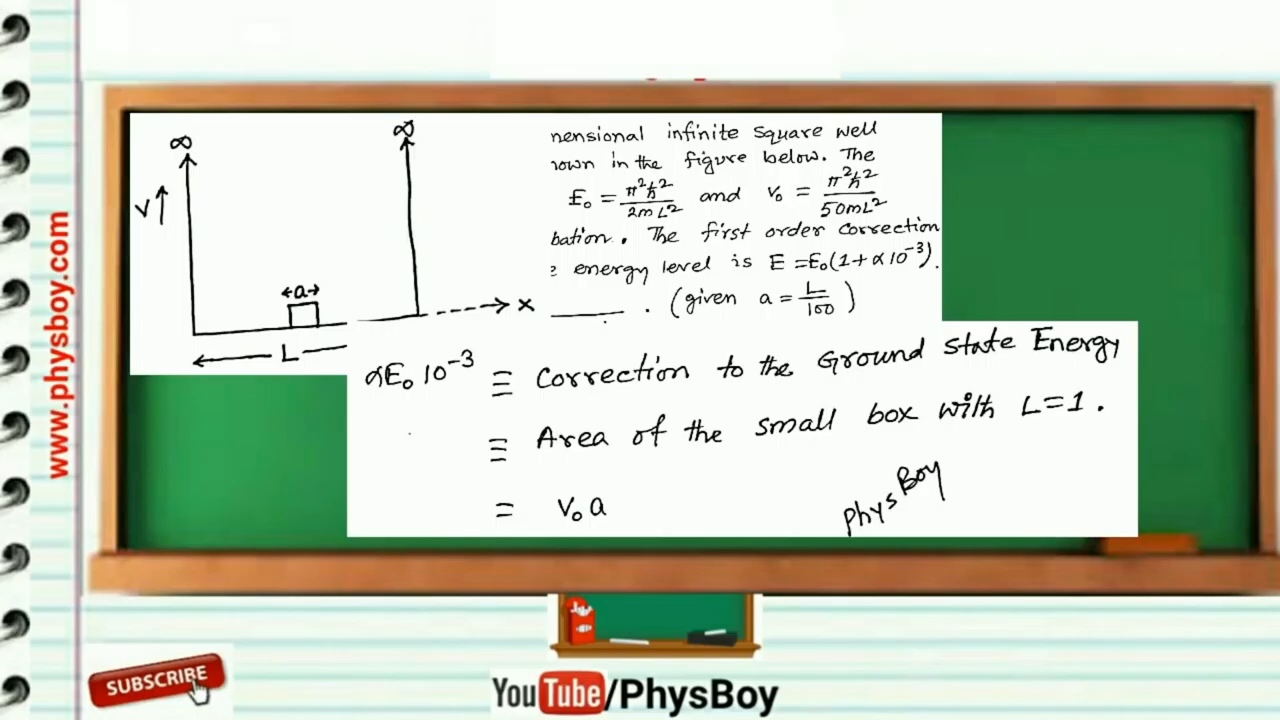 www.physboy.com
∞
∞
V
←a→
x
L
nensional infinite square well
nown in the figure below. The
E₀ = π²ħ²/2mL² and V₀ = π²ħ²/50mL²
bation. The first order correction
e energy level is E = E₀(1+α10⁻³).
______ . (given a = L/100)
αE₀10⁻³ ≡ Correction to the Ground State Energy
≡ Area of the small box with L=1.
= V₀a
PhysBoy
SUBSCRIBE
YouTube/PhysBoy